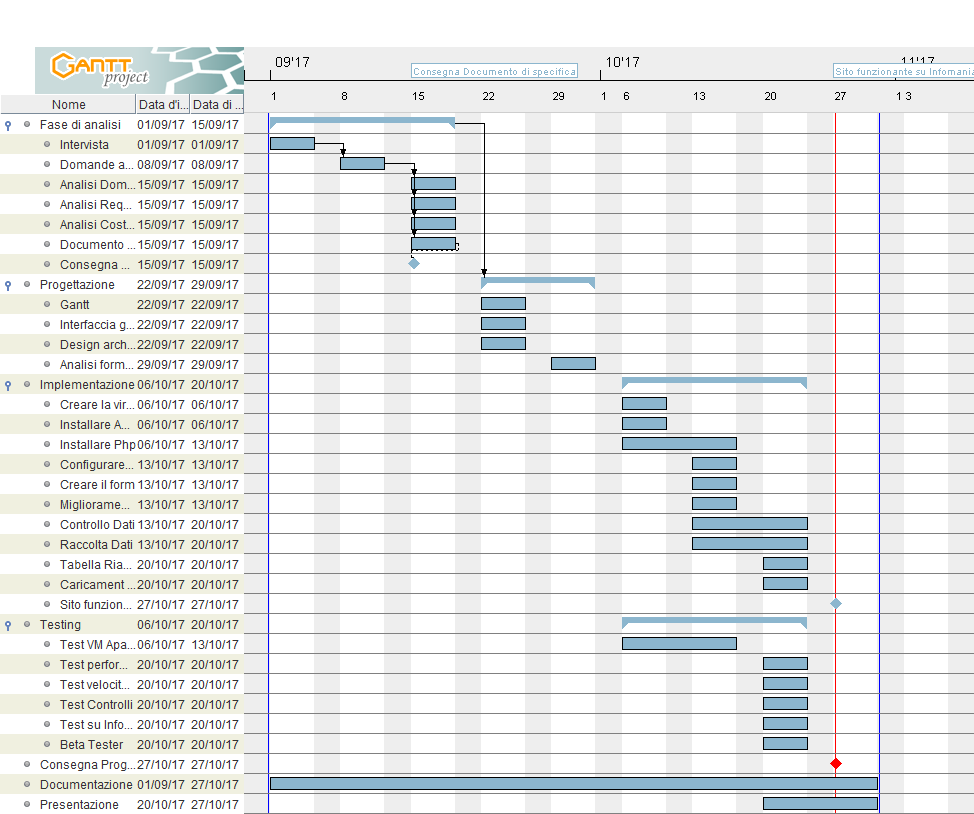 GANTT project
09'17 10'17 11'17
Consegna Documento di specifica Sito funzionante su Infomania
1 8 15 22 29 1 6 13 20 27 1 3
Nome Data d'i... Data di ...
Fase di analisi 01/09/17 15/09/17
Intervista 01/09/17 01/09/17
Domande a... 08/09/17 08/09/17
Analisi Dom... 15/09/17 15/09/17
Analisi Req... 15/09/17 15/09/17
Analisi Cost... 15/09/17 15/09/17
Documento ... 15/09/17 15/09/17
Consegna ... 15/09/17 15/09/17
Progettazione 22/09/17 29/09/17
Gantt 22/09/17 22/09/17
Interfaccia g... 22/09/17 22/09/17
Design arch... 22/09/17 22/09/17
Analisi form... 29/09/17 29/09/17
Implementazione 06/10/17 20/10/17
Creare la vir... 06/10/17 06/10/17
Installare A... 06/10/17 06/10/17
Installare Php 06/10/17 13/10/17
Configurare... 13/10/17 13/10/17
Creare il form 13/10/17 13/10/17
Migliorame... 13/10/17 13/10/17
Controllo Dati 13/10/17 20/10/17
Raccolta Dati 13/10/17 20/10/17
Tabella Ria... 20/10/17 20/10/17
Caricament ... 20/10/17 20/10/17
Sito funzion... 27/10/17 27/10/17
Testing 06/10/17 20/10/17
Test VM Apa... 06/10/17 13/10/17
Test perfor... 20/10/17 20/10/17
Test velocit... 20/10/17 20/10/17
Test Controlli 20/10/17 20/10/17
Test su Info... 20/10/17 20/10/17
Beta Tester 20/10/17 20/10/17
Consegna Prog... 27/10/17 27/10/17
Documentazione 01/09/17 27/10/17
Presentazione 20/10/17 27/10/17